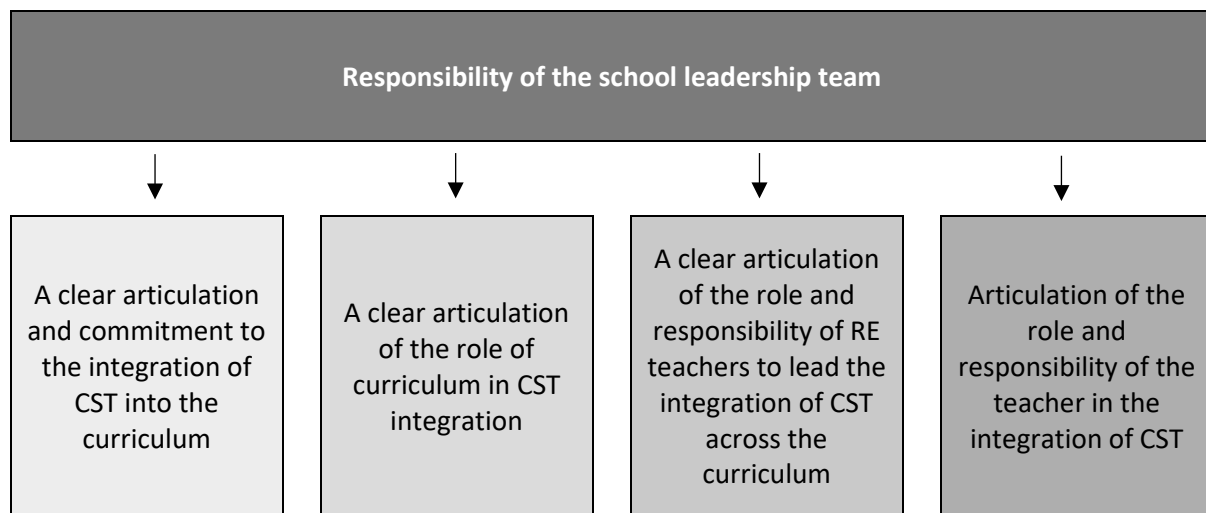 Responsibility of the school leadership team
A clear articulation
and commitment to
the integration of
CST into the
curriculum
A clear articulation
of the role of
curriculum in CST
integration
A clear articulation
of the role and
responsibility of RE
teachers to lead the
integration of CST
across the
curriculum
Articulation of the
role and
responsibility of the
teacher in the
integration of CST